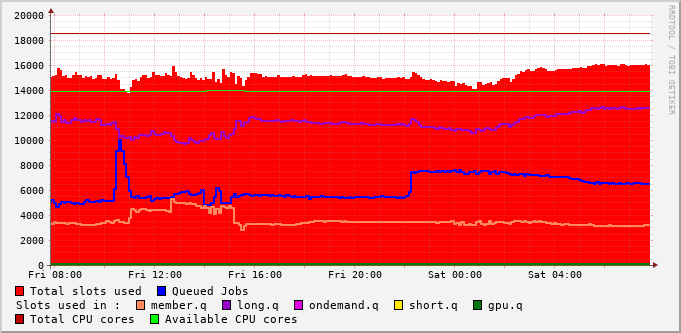 20000
18000
16000
14000
12000
10000
8000
6000
4000
2000
0
Fri 08:00 Fri 12:00 Fri 16:00 Fri 20:00 Sat 00:00 Sat 04:00
Total slots used Queued Jobs
Slots used in : member.q long.q ondemand.q short.q gpu.q
Total CPU cores Available CPU cores
RRDTOOL / TOBI OETIKER